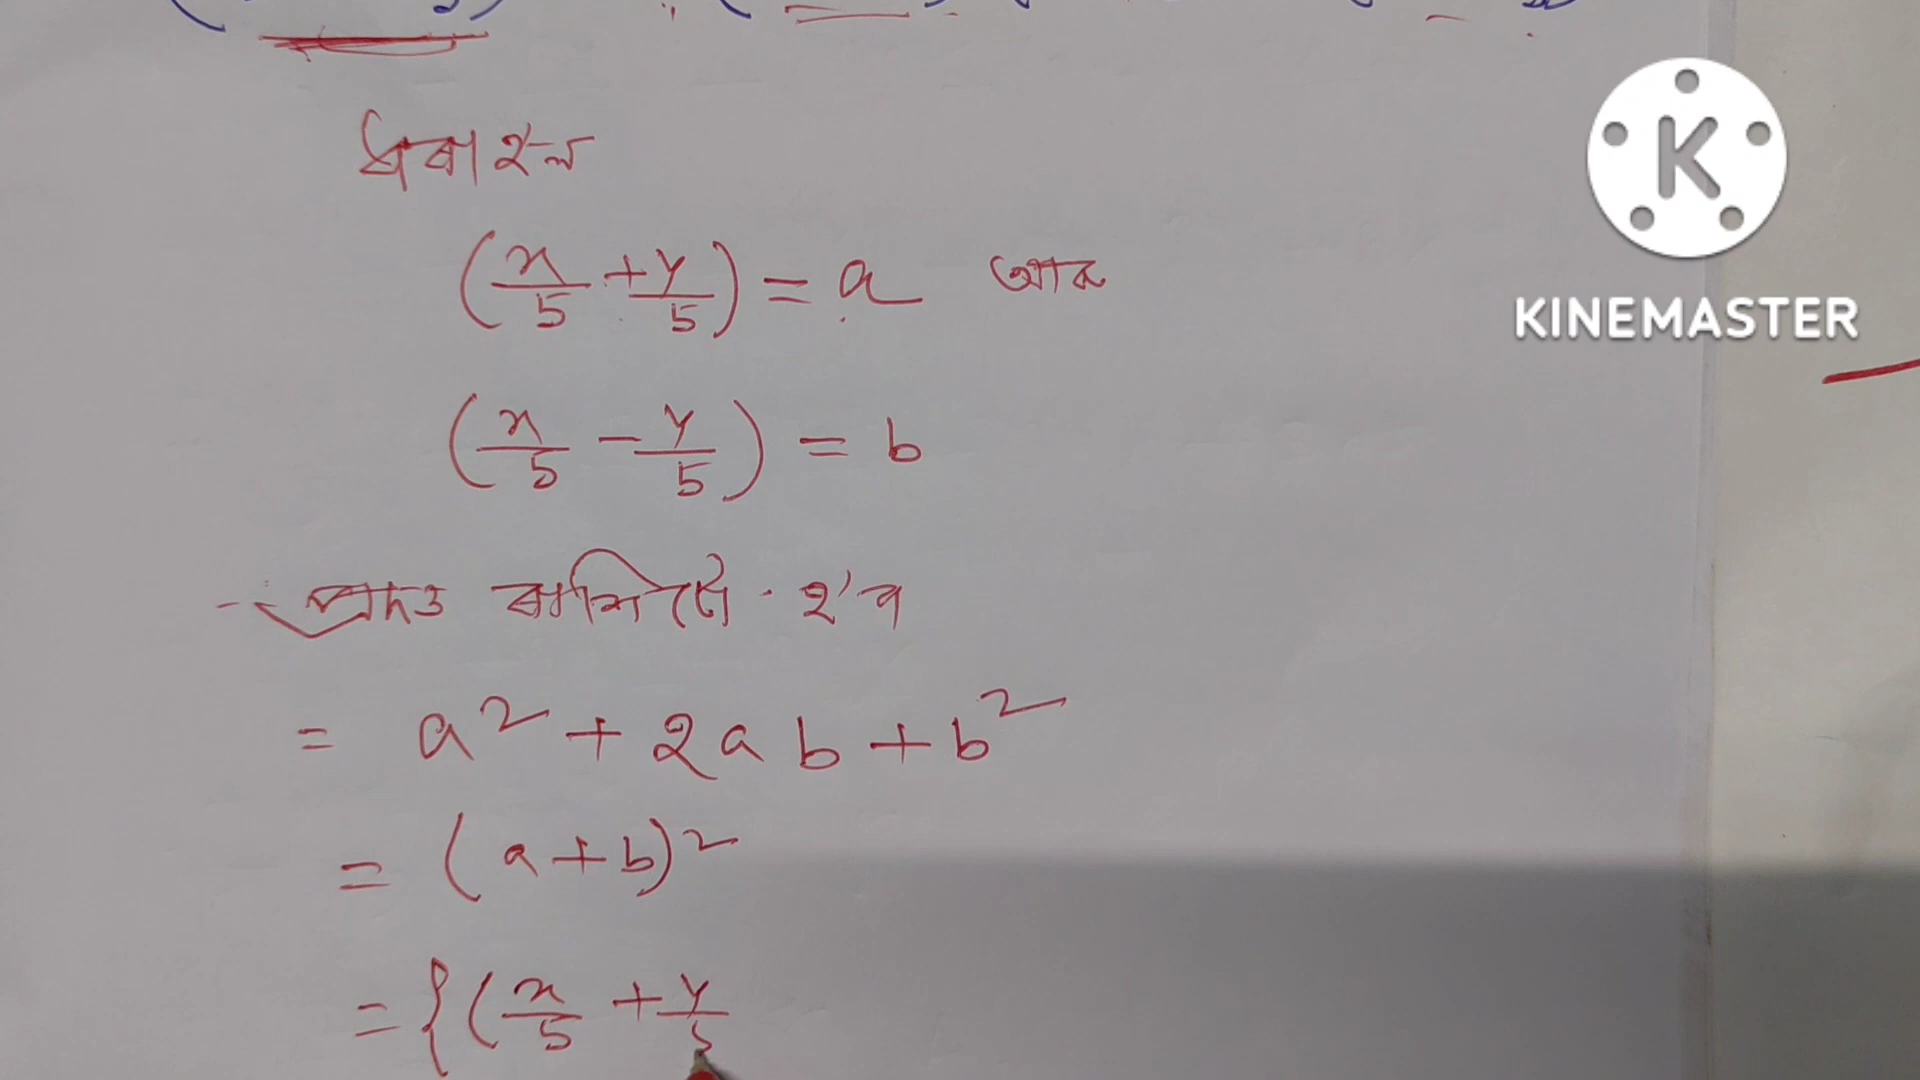 ধৰা হ'ল
(x/5 + y/5) = a আৰু
(x/5 − y/5) = b
∴ প্ৰদত্ত ৰাশিটো হ'ব
= a² + 2ab + b²
= (a + b)²
= {(x/5 + y/5
K
KINEMASTER